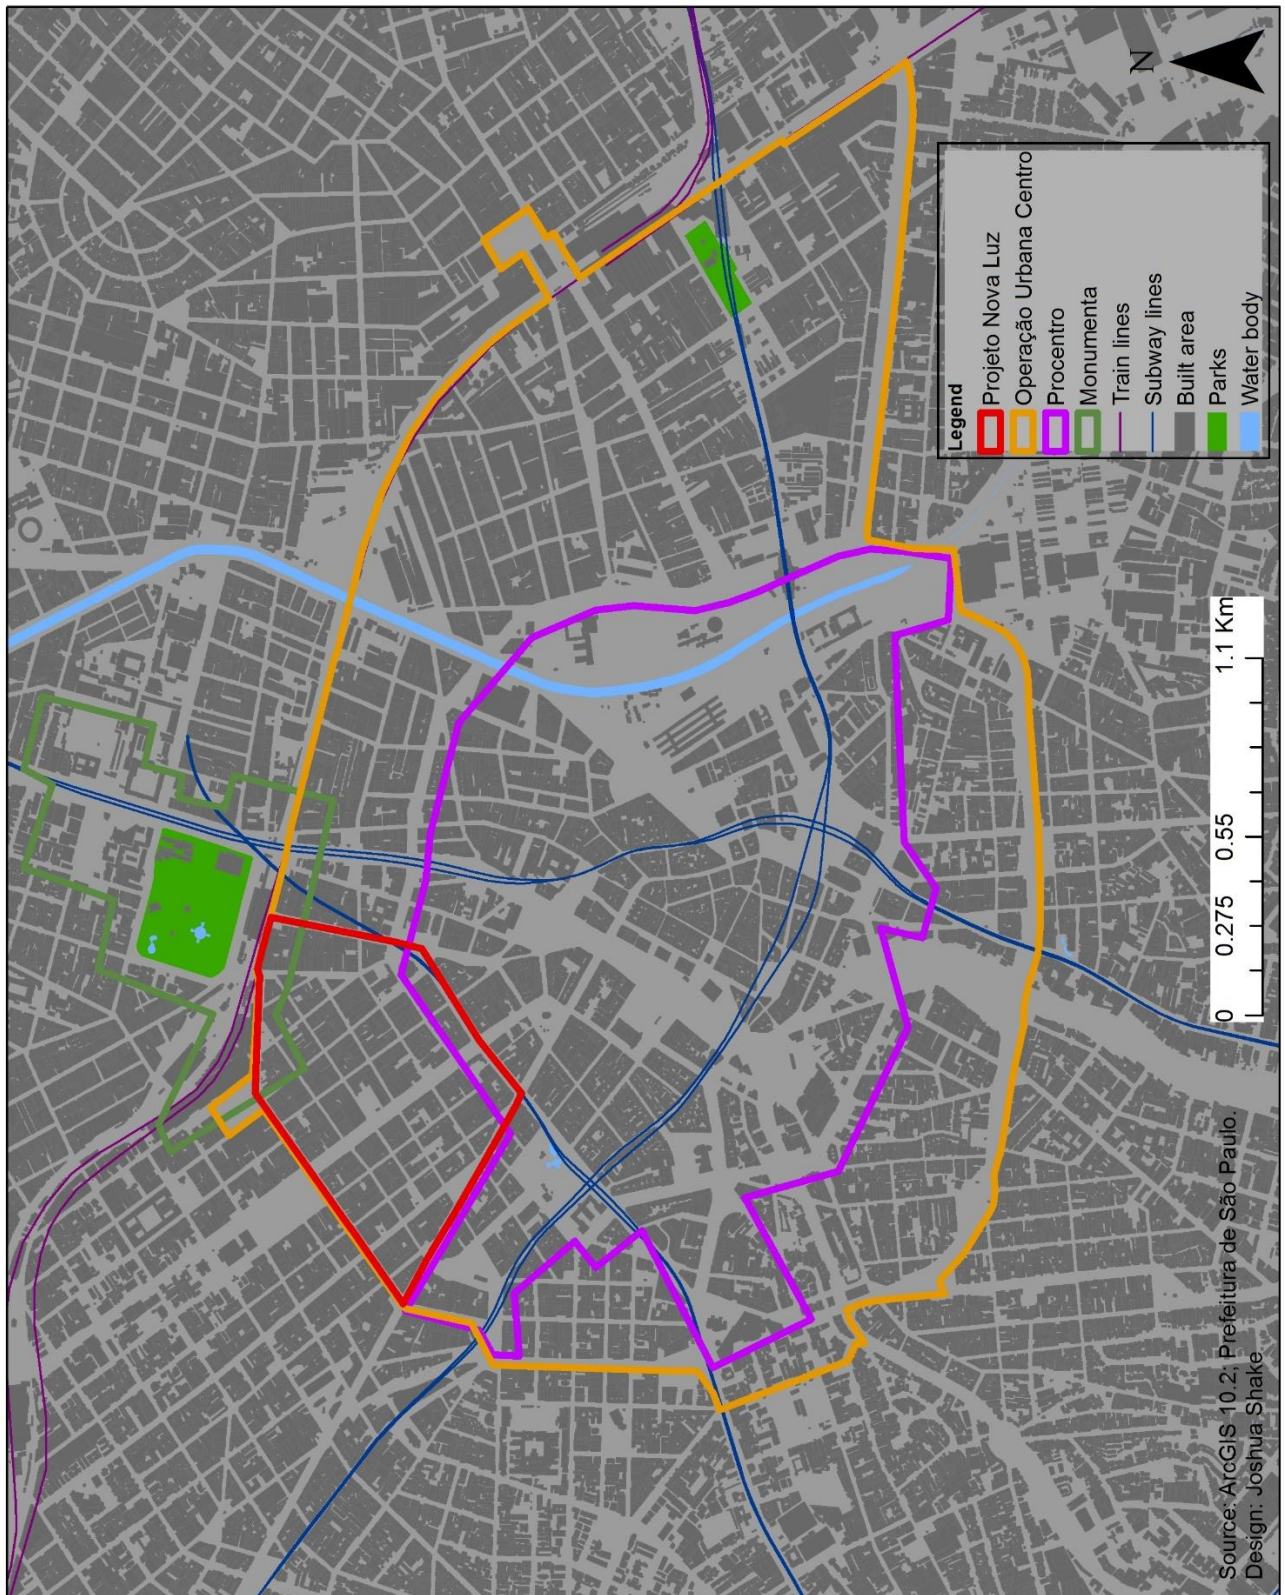 N
Legend
Projeto Nova Luz
Operação Urbana Centro
Procentro
Monumenta
Train lines
Subway lines
Built area
Parks
Water body
0 0.275 0.55 1.1 Km
Source: ArcGIS 10.2; Prefeitura de São Paulo.
Design: Joshua Shake